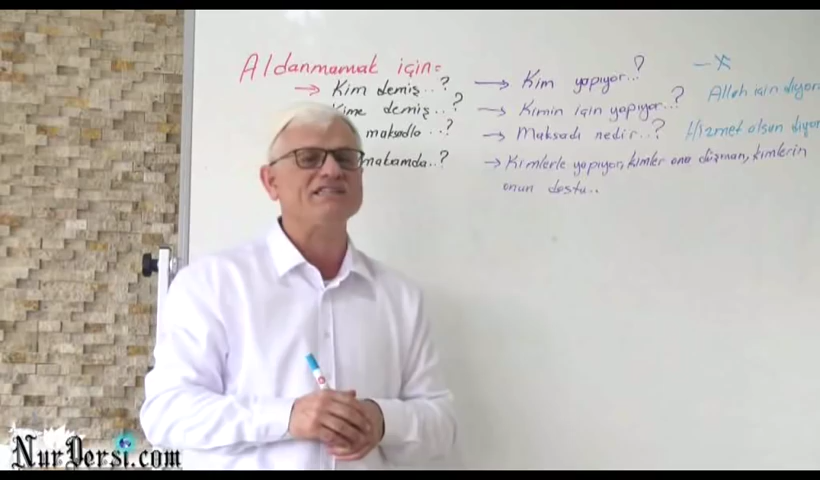 Aldanmamak için=
→ Kim demiş..? → Kim yapıyor..? —x
Kime demiş..? → Kimin için yapıyor..? Allah için diyor
maksadla..? → Maksadı nedir..? Hizmet olsun diyor
makamda..? → Kimlerle yapıyor, kimler ona düşman, kimlerin
onun dostu..
NurDersi.com